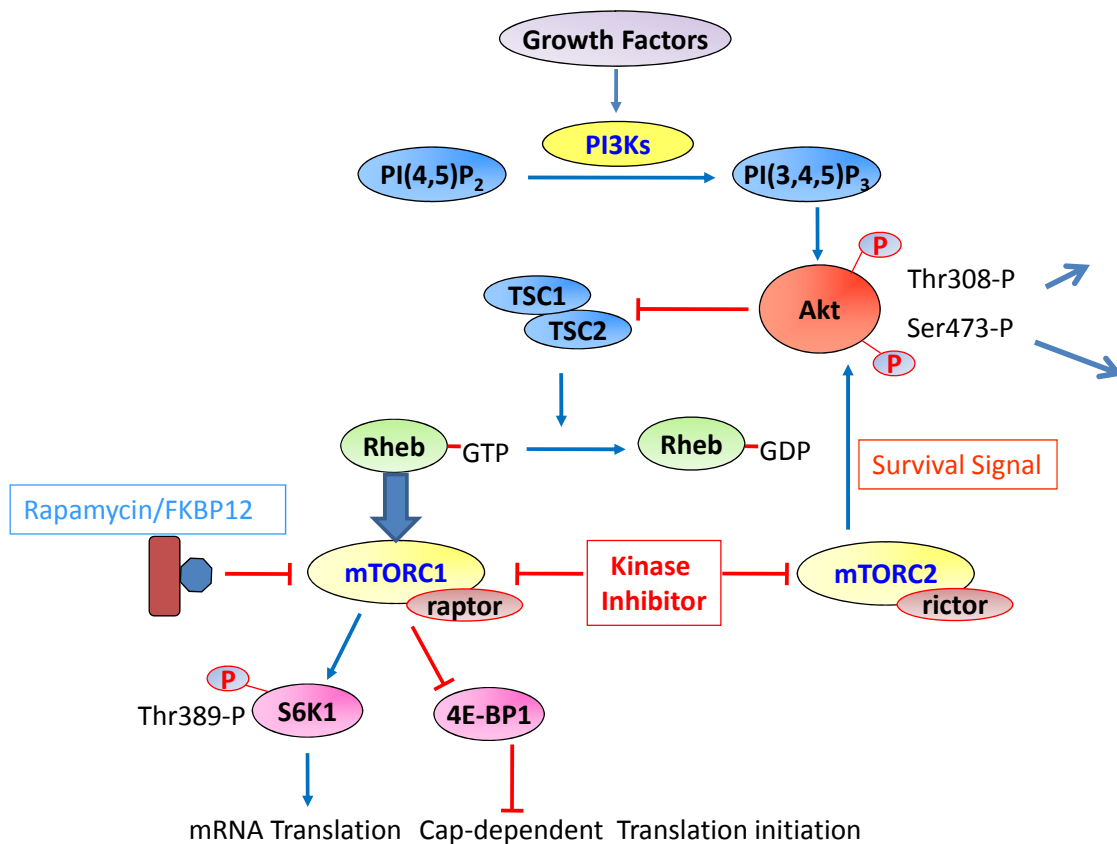 Growth Factors
PI3Ks
PI(4,5)P2
PI(3,4,5)P3
P
Thr308-P
TSC1
Akt
TSC2
Ser473-P
P
Rheb
GTP
Rheb
GDP
Survival Signal
Rapamycin/FKBP12
mTORC1
Kinase
Inhibitor
mTORC2
raptor
rictor
P
Thr389-P
S6K1
4E-BP1
mRNA Translation
Cap-dependent Translation initiation